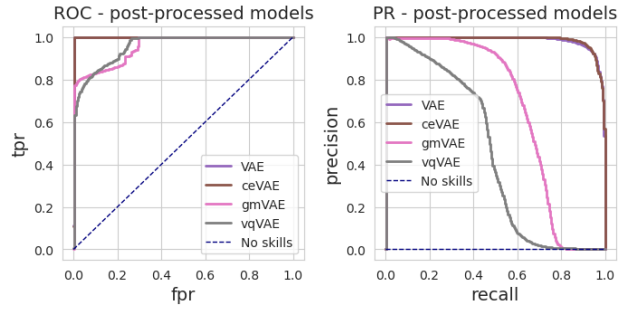 ROC - post-processed models
1.0
0.8
0.6
0.4
0.2
0.0
tpr
VAE
ceVAE
gmVAE
vqVAE
No skills
0.0 0.2 0.4 0.6 0.8 1.0
fpr
PR - post-processed models
1.0
0.8
0.6
0.4
0.2
0.0
precision
VAE
ceVAE
gmVAE
vqVAE
No skills
0.0 0.2 0.4 0.6 0.8 1.0
recall